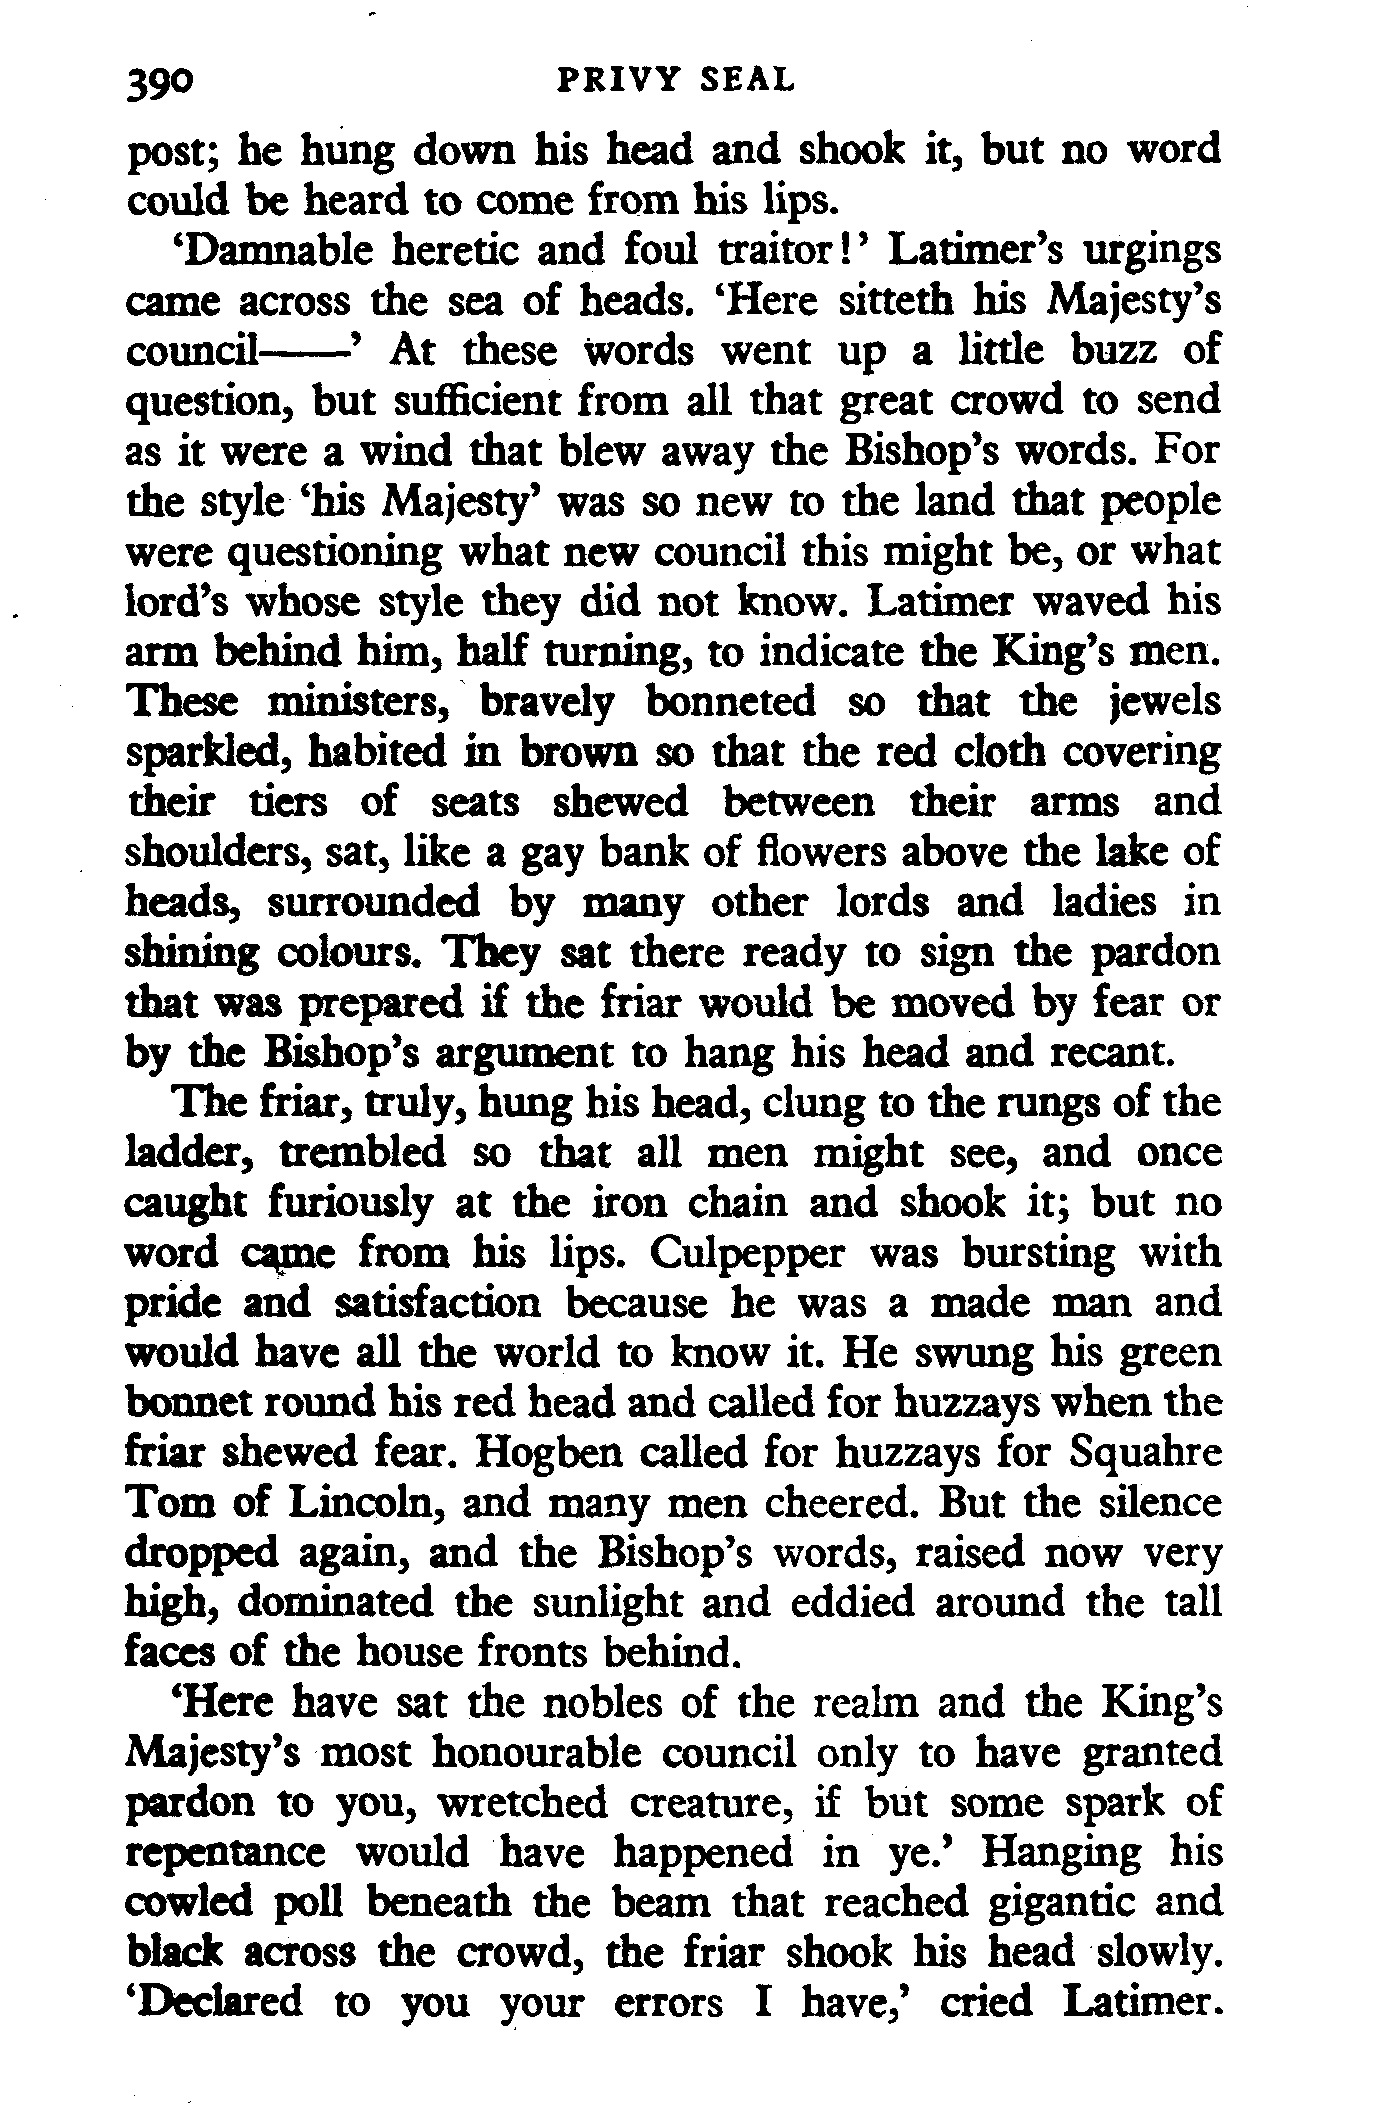 390 PRIVY SEAL
post; he hung down his head and shook it, but no word
could be heard to come from his lips.
‘Damnable heretic and foul traitor!’ Latimer’s urgings
came across the sea of heads. ‘Here sitteth his Majesty’s
council——’ At these words went up a little buzz of
question, but sufficient from all that great crowd to send
as it were a wind that blew away the Bishop’s words. For
the style ‘his Majesty’ was so new to the land that people
were questioning what new council this might be, or what
lord’s whose style they did not know. Latimer waved his
arm behind him, half turning, to indicate the King’s men.
These ministers, bravely bonneted so that the jewels
sparkled, habited in brown so that the red cloth covering
their tiers of seats shewed between their arms and
shoulders, sat, like a gay bank of flowers above the lake of
heads, surrounded by many other lords and ladies in
shining colours. They sat there ready to sign the pardon
that was prepared if the friar would be moved by fear or
by the Bishop’s argument to hang his head and recant.
The friar, truly, hung his head, clung to the rungs of the
ladder, trembled so that all men might see, and once
caught furiously at the iron chain and shook it; but no
word came from his lips. Culpepper was bursting with
pride and satisfaction because he was a made man and
would have all the world to know it. He swung his green
bonnet round his red head and called for huzzays when the
friar shewed fear. Hogben called for huzzays for Squahre
Tom of Lincoln, and many men cheered. But the silence
dropped again, and the Bishop’s words, raised now very
high, dominated the sunlight and eddied around the tall
faces of the house fronts behind.
‘Here have sat the nobles of the realm and the King’s
Majesty’s most honourable council only to have granted
pardon to you, wretched creature, if but some spark of
repentance would have happened in ye.’ Hanging his
cowled poll beneath the beam that reached gigantic and
black across the crowd, the friar shook his head slowly.
‘Declared to you your errors I have,’ cried Latimer.